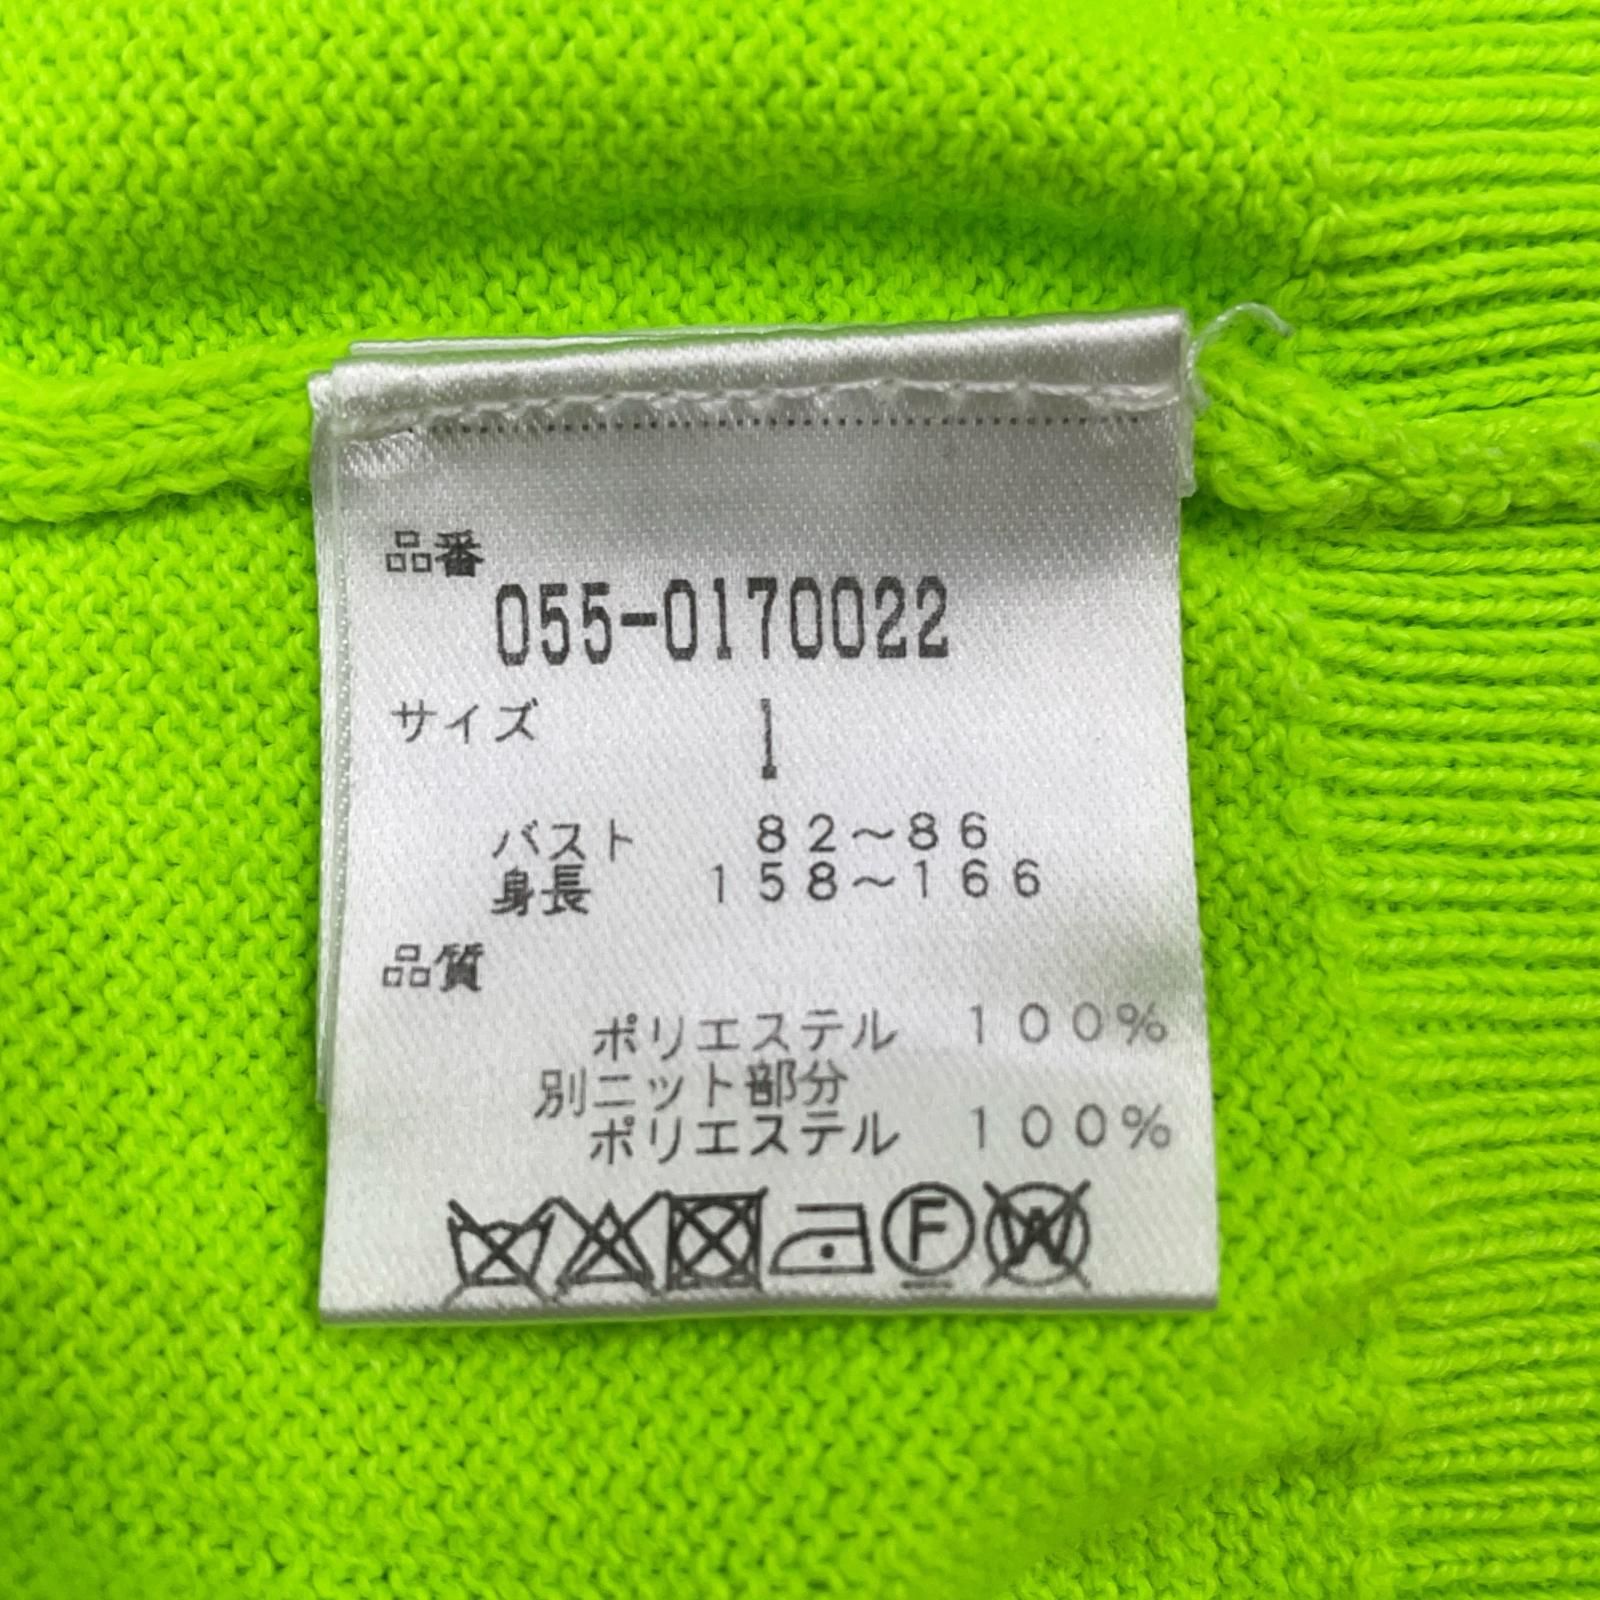 品番
055-0170022
サイズ 1
バスト 82～86
身長 158～166
品質
ポリエステル 100%
別ニット部分
ポリエステル 100%
F W